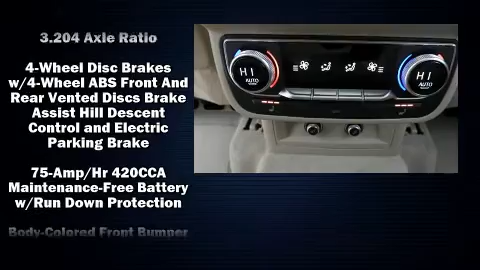 3.204 Axle Ratio
4-Wheel Disc Brakes
w/4-Wheel ABS Front And
Rear Vented Discs Brake
Assist Hill Descent
Control and Electric
Parking Brake
75-Amp/Hr 420CCA
Maintenance-Free Battery
w/Run Down Protection
Body-Colored Front Bumper
HI
AUTO
HI
AUTO